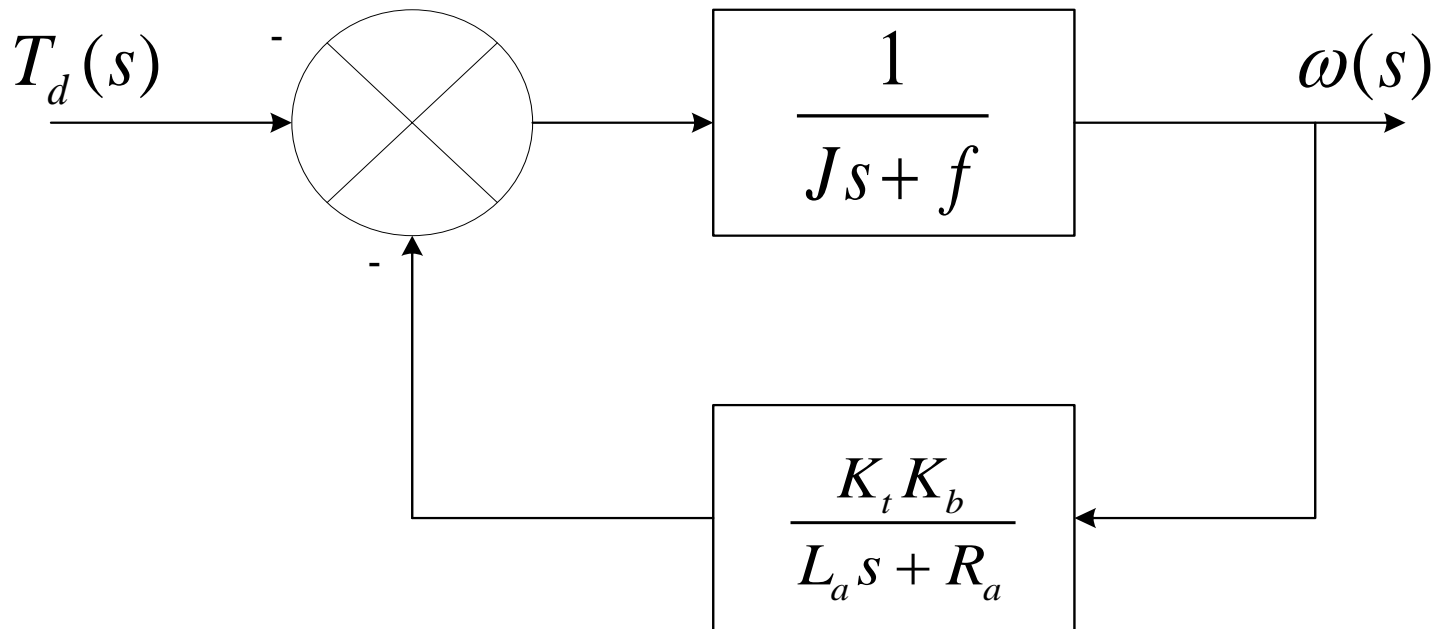 T_d(s)
-
1
Js + f
ω(s)
-
K_t K_b
L_a s + R_a